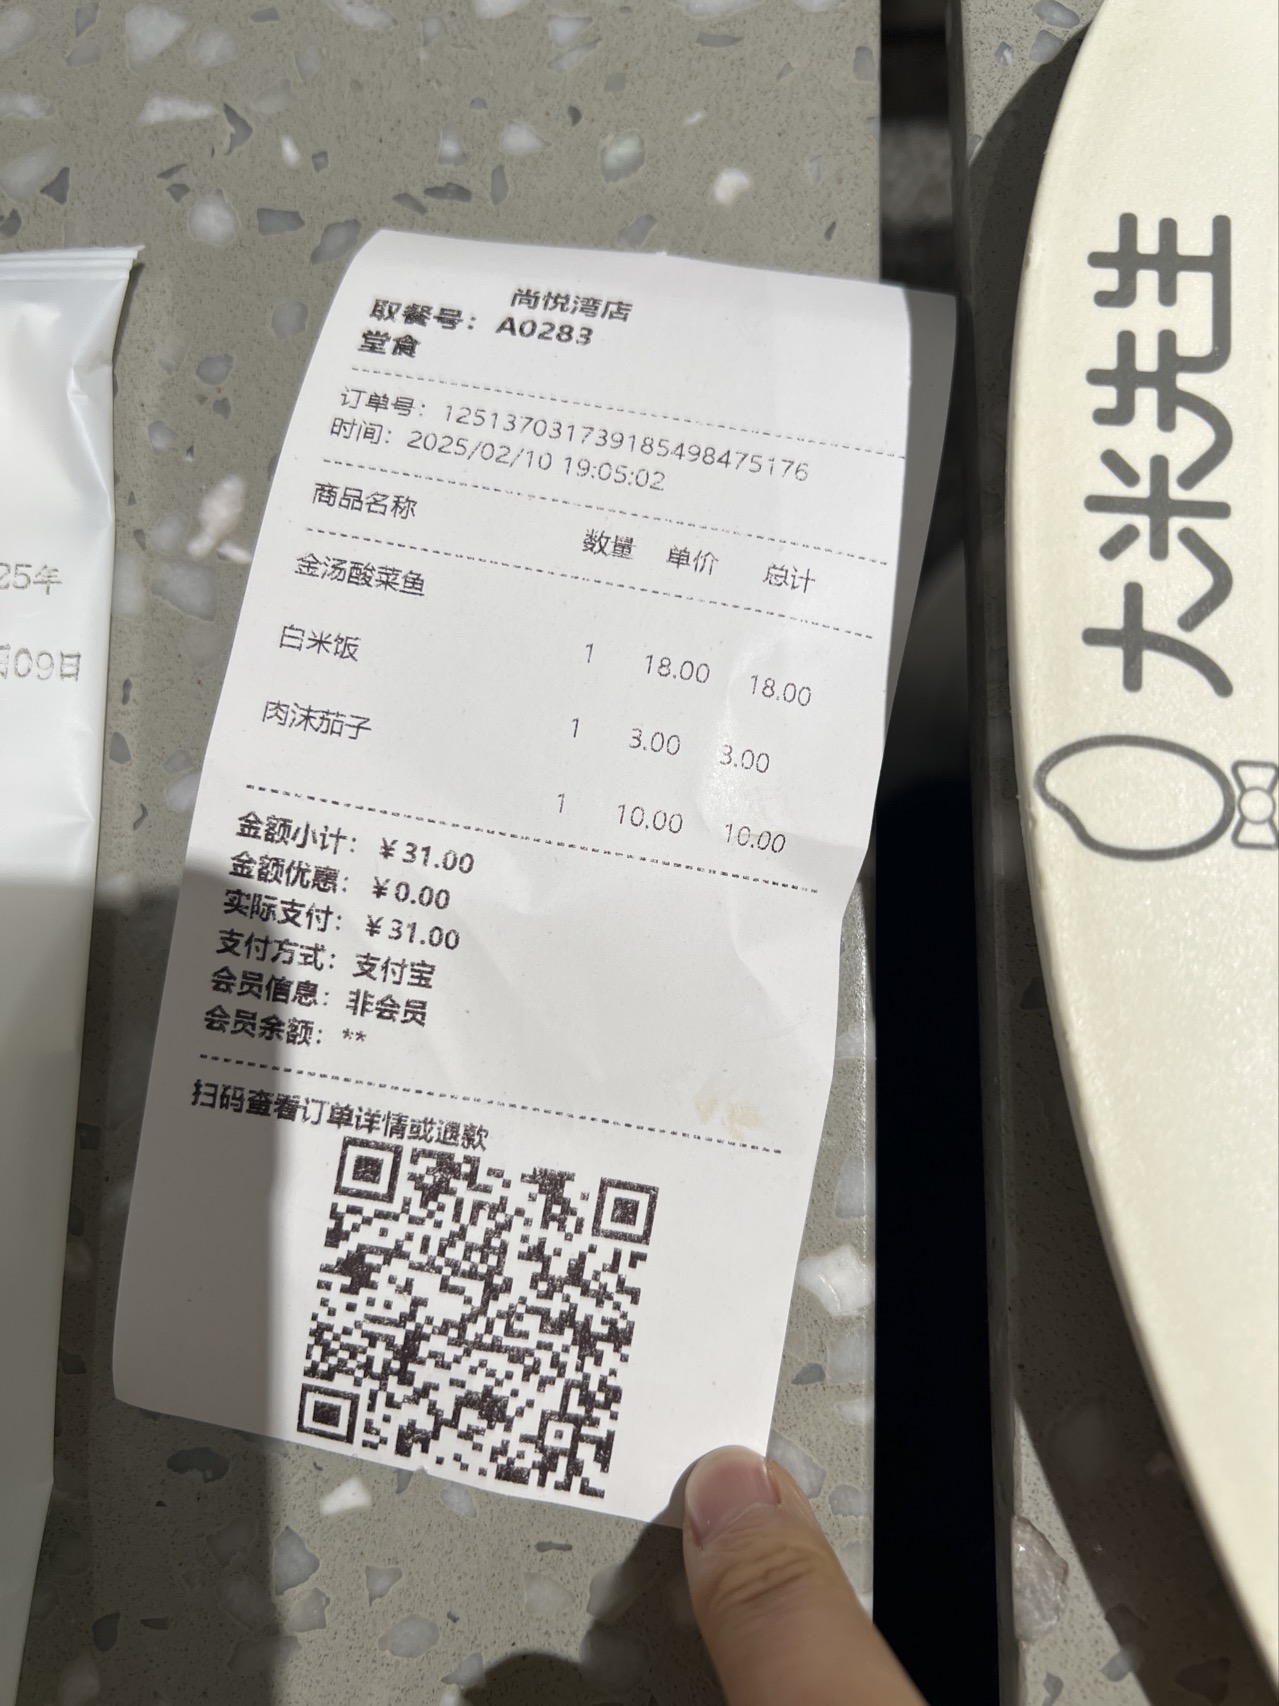 尚悦湾店
取餐号：A0283
堂食
订单号：1251370317391854984751​76
时间：2025/02/10 19:05:02
商品名称 数量 单价 总计
金汤酸菜鱼
1 18.00 18.00
白米饭
1 3.00 3.00
肉沫茄子
1 10.00 10.00
金额小计：￥31.00
金额优惠：￥0.00
实际支付：￥31.00
支付方式：支付宝
会员信息：非会员
会员余额：**
扫码查看订单详情或退款
大米先生
25年
09日